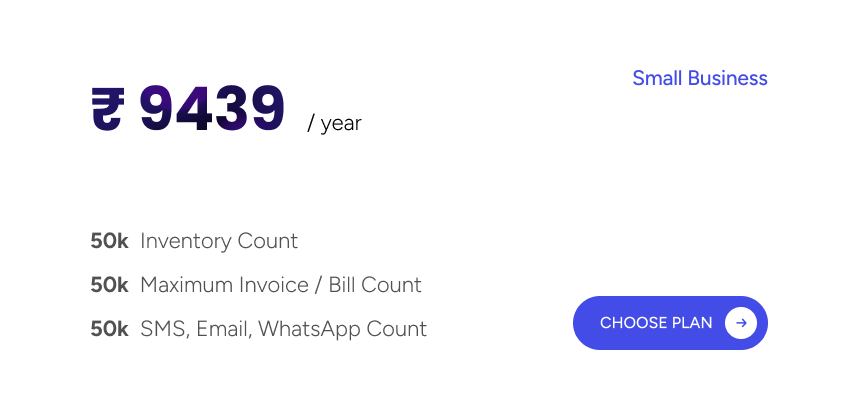 Small Business
₹ 9439 / year
50k Inventory Count
50k Maximum Invoice / Bill Count
50k SMS, Email, WhatsApp Count
CHOOSE PLAN